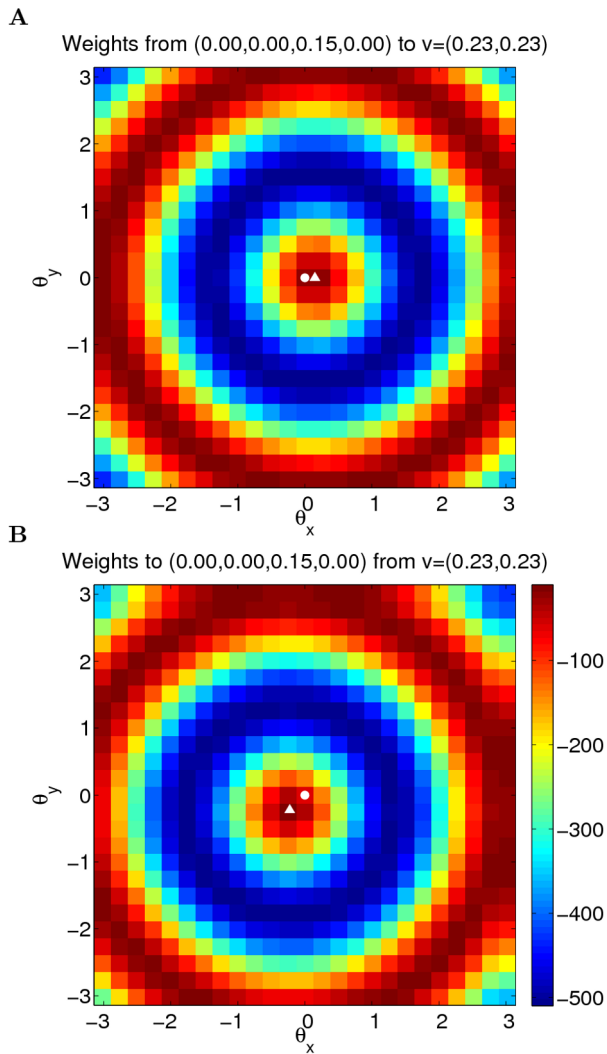 A
Weights from (0.00,0.00,0.15,0.00) to v=(0.23,0.23)
3
2
1
0
−1
−2
−3
θy
−3 −2 −1 0 1 2 3
θx
B
Weights to (0.00,0.00,0.15,0.00) from v=(0.23,0.23)
3
2
1
0
−1
−2
−3
θy
−3 −2 −1 0 1 2 3
θx
−100
−200
−300
−400
−500